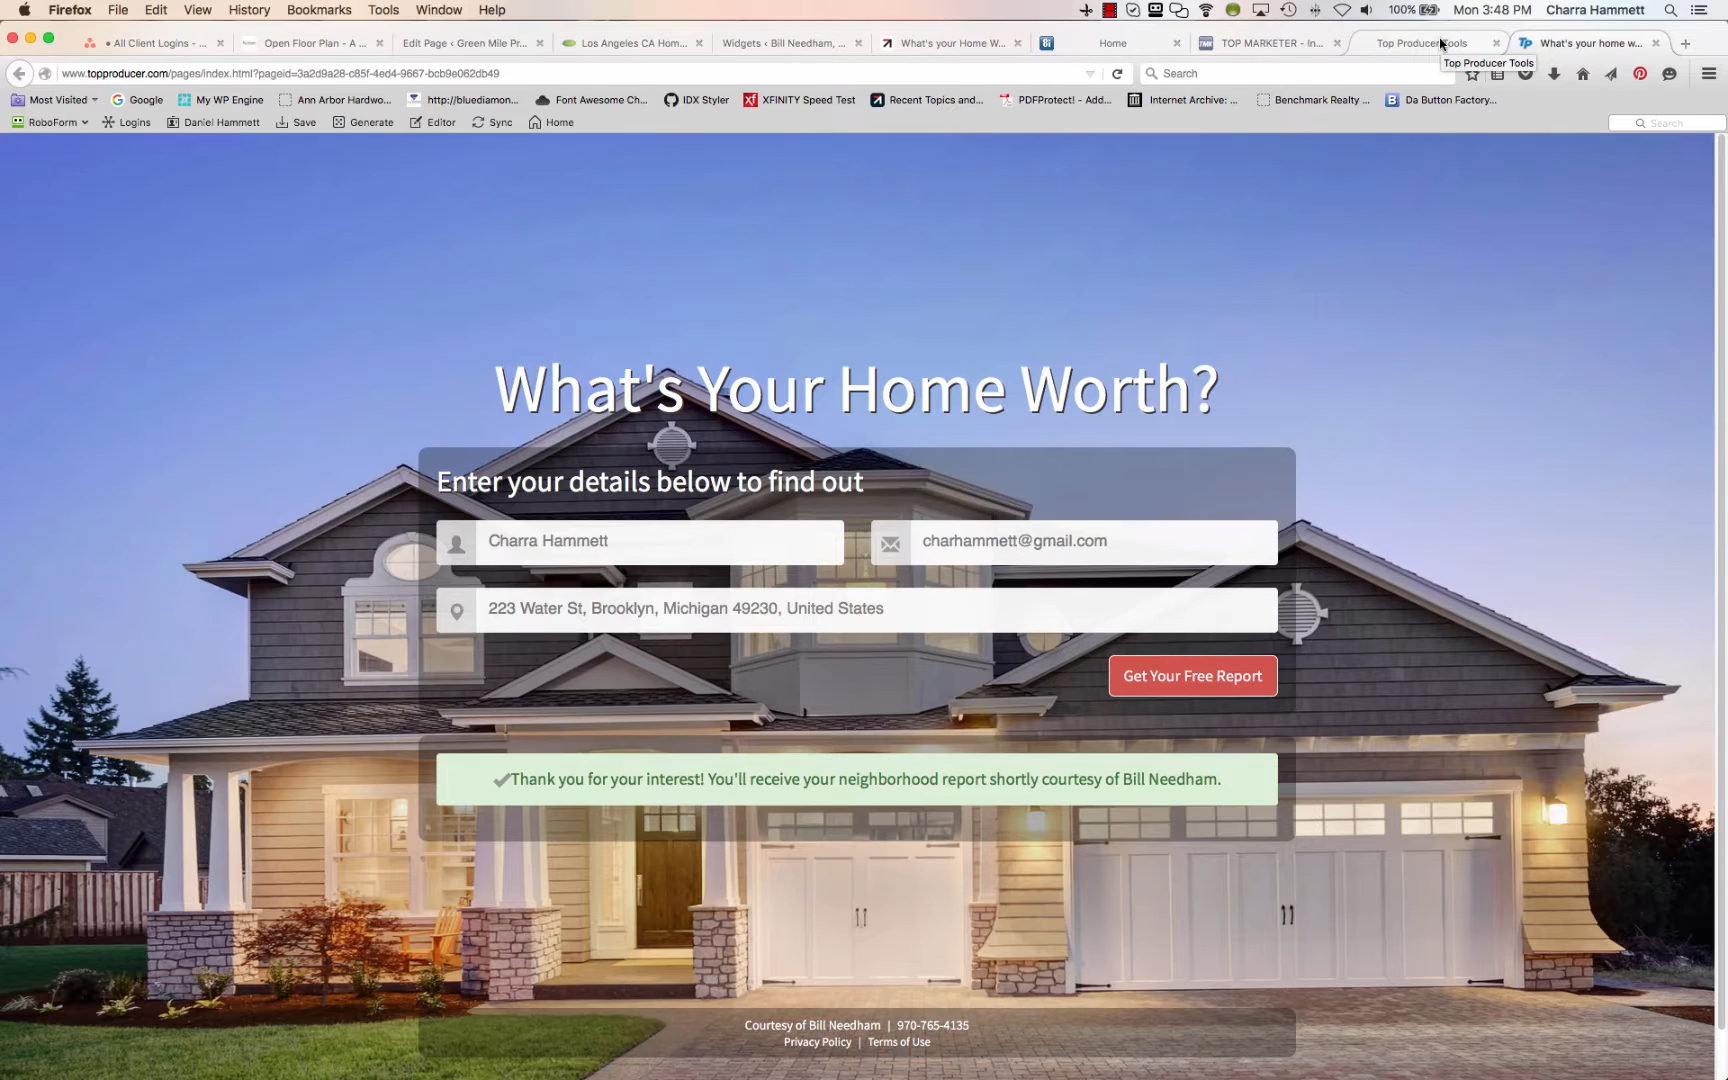 Firefox File Edit View History Bookmarks Tools Window Help 100% Mon 3:48 PM Charra Hammett
• All Client Logins - ... Open Floor Plan - A ... Edit Page ‹ Green Mile Pr... Los Angeles CA Hom... Widgets ‹ Bill Needham, ... What's your Home W... Home TOP MARKETER - In... Top Producer Tools What's your home w...
Top Producer Tools
www.topproducer.com/pages/index.html?pageid=3a2d9a28-c85f-4ed4-9667-bcb9e062db49 Search
Most Visited Google My WP Engine Ann Arbor Hardwo... http://bluediamon... Font Awesome Ch... IDX Styler XFINITY Speed Test Recent Topics and... PDFProtect! - Add... Internet Archive: ... Benchmark Realty ... Da Button Factory...
RoboForm Logins Daniel Hammett Save Generate Editor Sync Home Search
What's Your Home Worth?
Enter your details below to find out
Charra Hammett charhammett@gmail.com
223 Water St, Brooklyn, Michigan 49230, United States
Get Your Free Report
Thank you for your interest! You'll receive your neighborhood report shortly courtesy of Bill Needham.
Courtesy of Bill Needham | 970-765-4135
Privacy Policy | Terms of Use